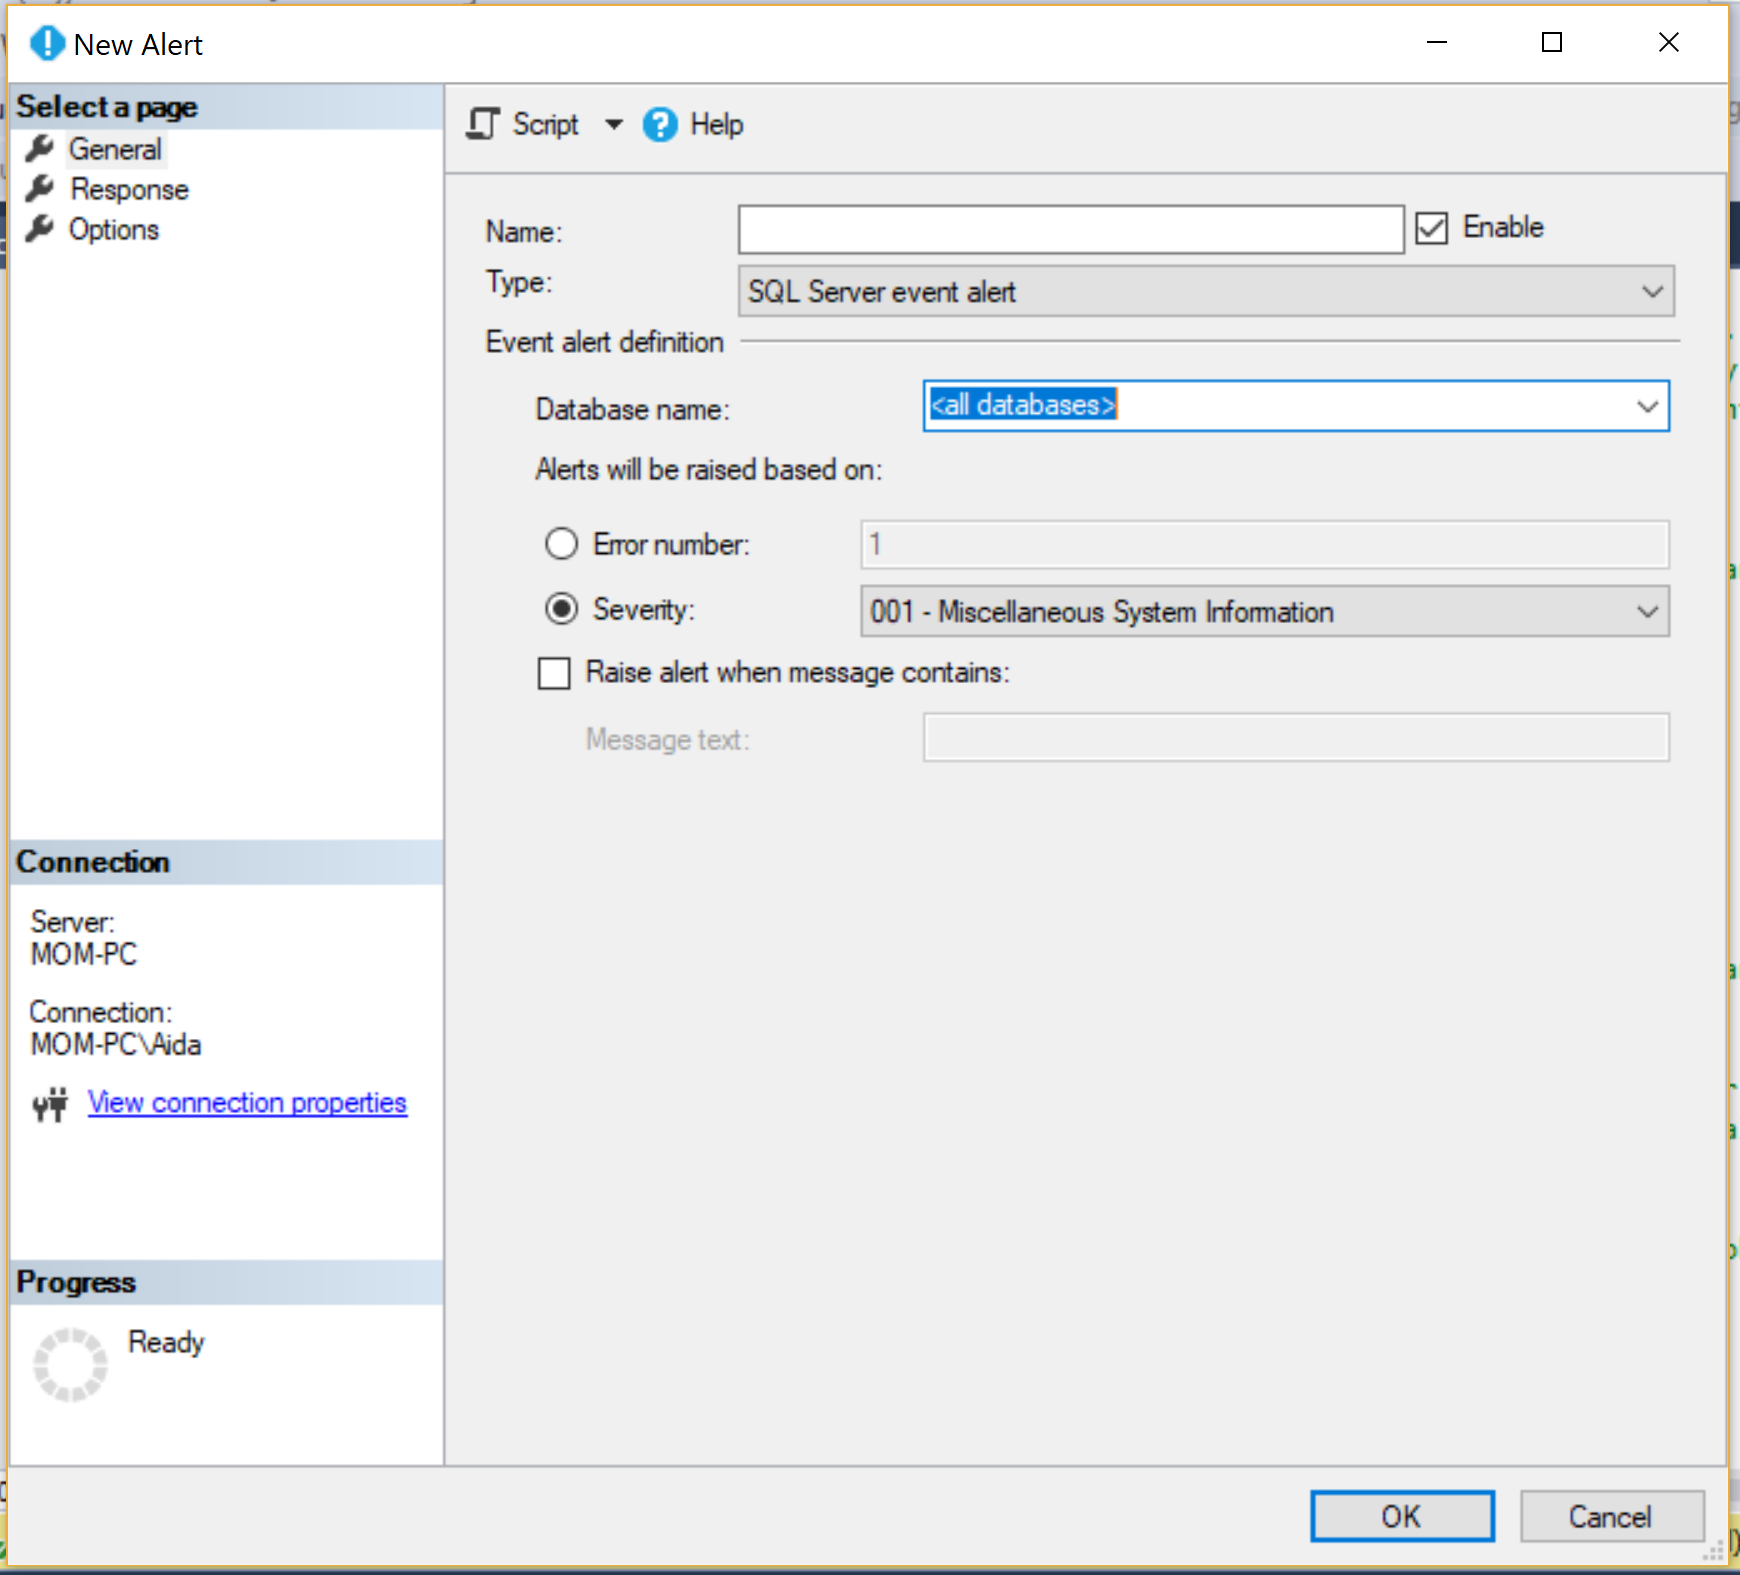 New Alert
Select a page
General
Response
Options
Script
Help
Name:
Enable
Type:
SQL Server event alert
Event alert definition
Database name:
<all databases>
Alerts will be raised based on:
Error number:
1
Severity:
001 - Miscellaneous System Information
Raise alert when message contains:
Message text:
Connection
Server:
MOM-PC
Connection:
MOM-PC\Aida
View connection properties
Progress
Ready
OK
Cancel